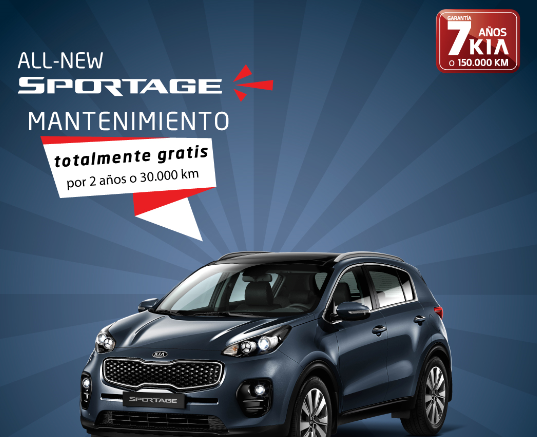 GARANTÍA
7 AÑOS
KIA
O 150.000 KM
ALL-NEW
SPORTAGE
MANTENIMIENTO
totalmente gratis
por 2 años o 30.000 km
KIA
SPORTAGE